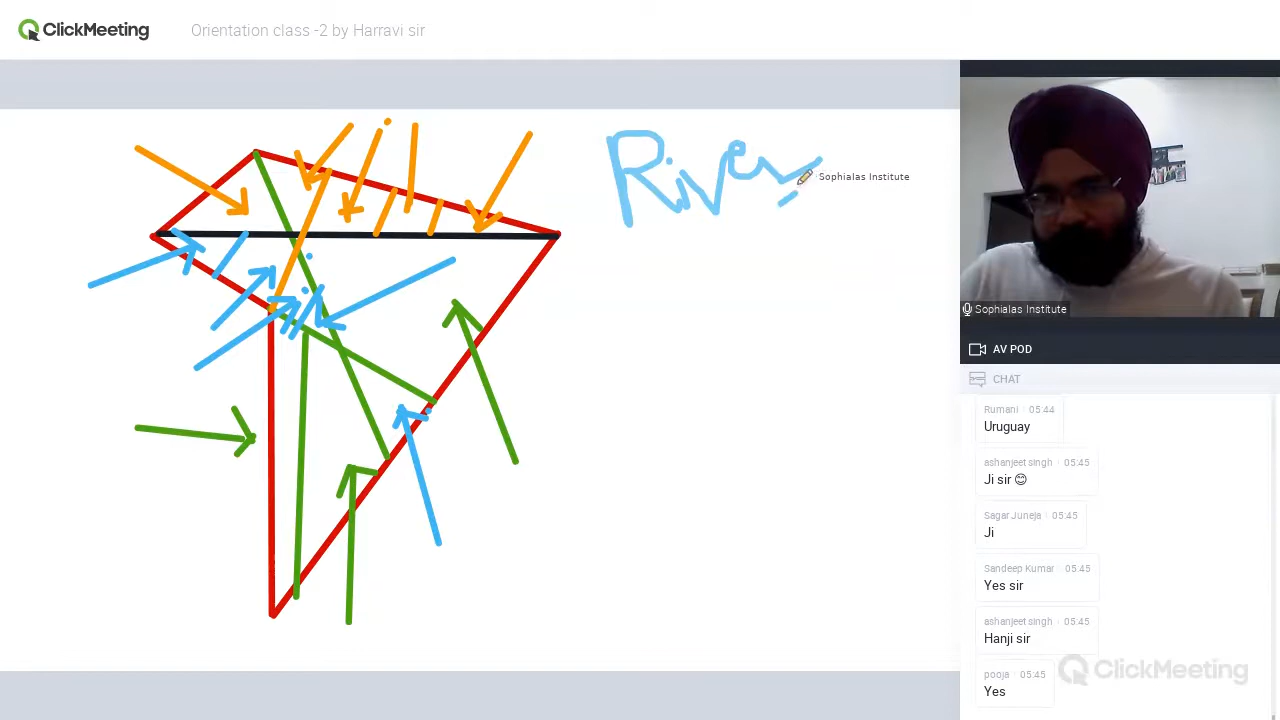 ClickMeeting
Orientation class -2 by Harravi sir
River
Sophialas Institute
Sophialas Institute
AV POD
CHAT
Rumani 05:44
Uruguay
ashanjeet singh 05:45
Ji sir 😊
Sagar Juneja 05:45
Ji
Sandeep Kumar 05:45
Yes sir
ashanjeet singh 05:45
Hanji sir
pooja 05:45
Yes
ClickMeeting